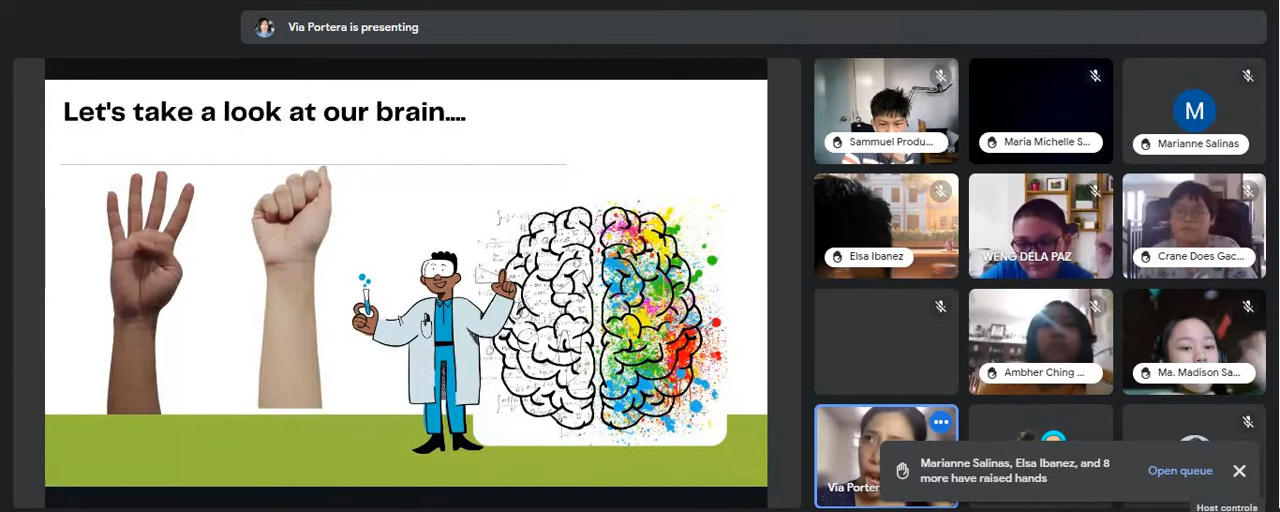 Via Portera is presenting
Let's take a look at our brain....
Sammuel Produ...
Maria Michelle S...
M
Marianne Salinas
Elsa Ibanez
WENG DELA PAZ
Crane Does Gac...
Ambher Ching ...
Ma. Madison Sa...
Via Porter
Marianne Salinas, Elsa Ibanez, and 8
more have raised hands
Open queue
Host controls